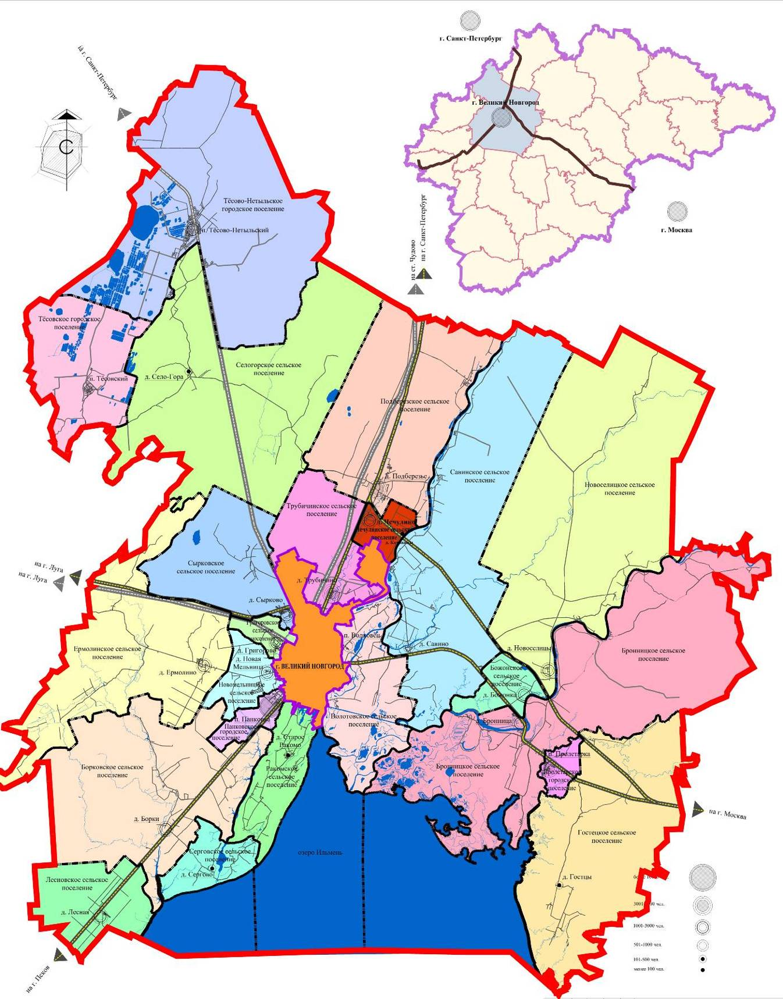 г. Санкт-Петербург
г. Великий Новгород
г. Москва
г. Санкт-Петербург
на г. Санкт-Петербург
на ст. Чудово
С
Тёсово-Нетыльское
городское поселение
п. Тёсово-Нетыльский
Тёсовское городское
поселение
п. Тёсовский
д. Село-Гора
Селогорское сельское
поселение
Подберезское сельское
поселение
д. Подберезье
Савинское сельское
поселение
Новоселицкое сельское
поселение
Трубичинское сельское
поселение
д. Чечулино
Чечулинское сельское
поселение
д. Трубичино
Сырковское
сельское поселение
д. Сырково
на г. Луга
на г. Луга
Григоровское
сельское
поселение
д. Григорово
д. Новая
Мельница
Новомельницкое
сельское
поселение
г. ВЕЛИКИЙ НОВГОРОД
п. Волховец
д. Савино
д. Новоселицы
Божонское
сельское
поселение
д. Божонка
Бронницкое сельское
поселение
Ермолинское сельское
поселение
д. Ермолино
п. Панковка
Панковское
городское
поселение
Волотовское сельское
поселение
д. Бронница
д. Старое
Ракомо
Ракомское
сельское
поселение
Борковское сельское
поселение
д. Борки
Бронницкое сельское
поселение
п. Пролетарка
Пролетарское
городское
поселение
на г. Москва
Гостецкое сельское
поселение
д. Гостцы
озеро Ильмень
Серговское сельское
поселение
д. Сергово
Лесновское сельское
поселение
д. Лесная
на г. Псков
чел.
1001-3000 чел.
501-1000 чел.
101-500 чел.
менее 100 чел.